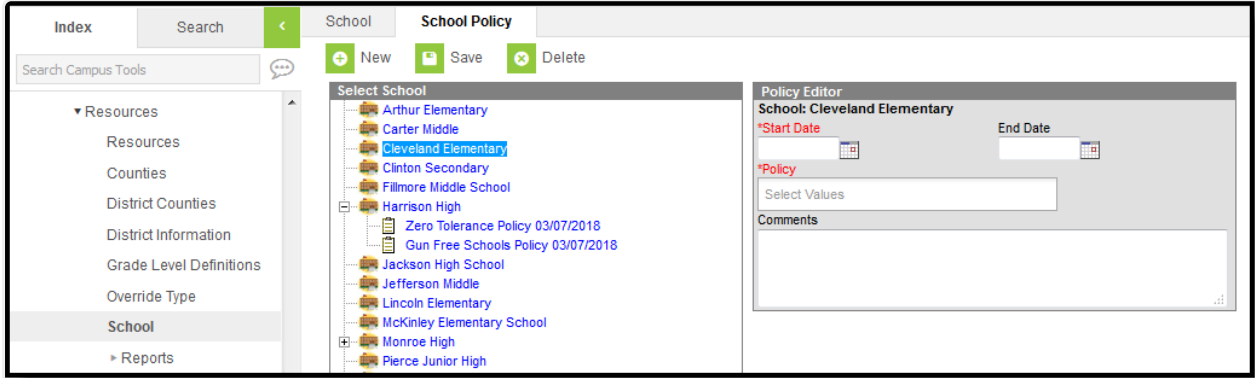 Index
Search
Search Campus Tools
Resources
Resources
Counties
District Counties
District Information
Grade Level Definitions
Override Type
School
Reports
School
School Policy
New
Save
Delete
Select School
Arthur Elementary
Carter Middle
Cleveland Elementary
Clinton Secondary
Fillmore Middle School
Harrison High
Zero Tolerance Policy 03/07/2018
Gun Free Schools Policy 03/07/2018
Jackson High School
Jefferson Middle
Lincoln Elementary
McKinley Elementary School
Monroe High
Pierce Junior High
Policy Editor
School: Cleveland Elementary
*Start Date
End Date
*Policy
Select Values
Comments